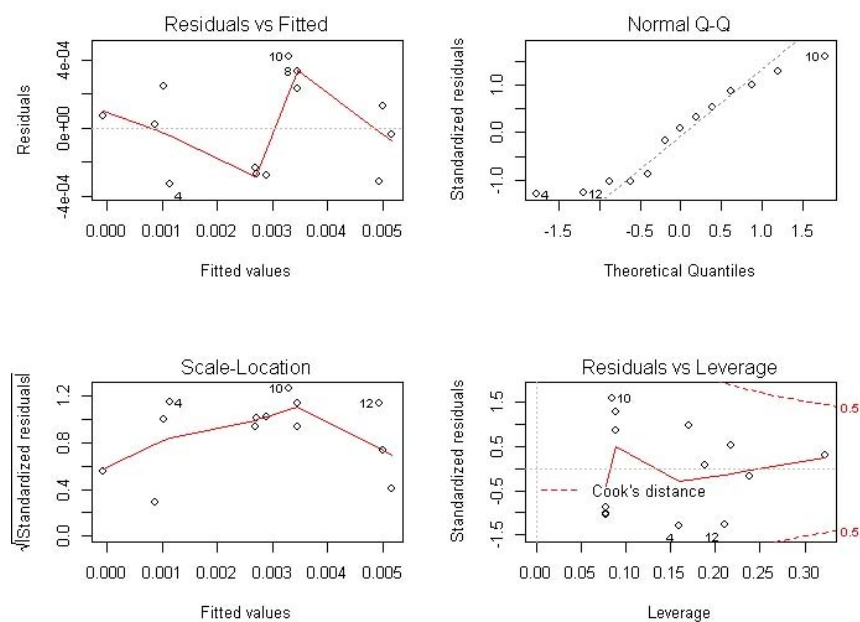 Residuals vs Fitted
Residuals
4e-04
0e+00
-4e-04
10
8
4
0.000 0.001 0.002 0.003 0.004 0.005
Fitted values
Normal Q-Q
Standardized residuals
1.0
0.0
-1.0
10
4
12
-1.5 -0.5 0.0 0.5 1.0 1.5
Theoretical Quantiles
Scale-Location
√|Standardized residuals|
1.2
0.8
0.4
0.0
4
10
12
0.000 0.001 0.002 0.003 0.004 0.005
Fitted values
Residuals vs Leverage
Standardized residuals
1.5
0.5
-0.5
-1.5
10
0.5
Cook's distance
4
12
0.5
0.00 0.05 0.10 0.15 0.20 0.25 0.30
Leverage